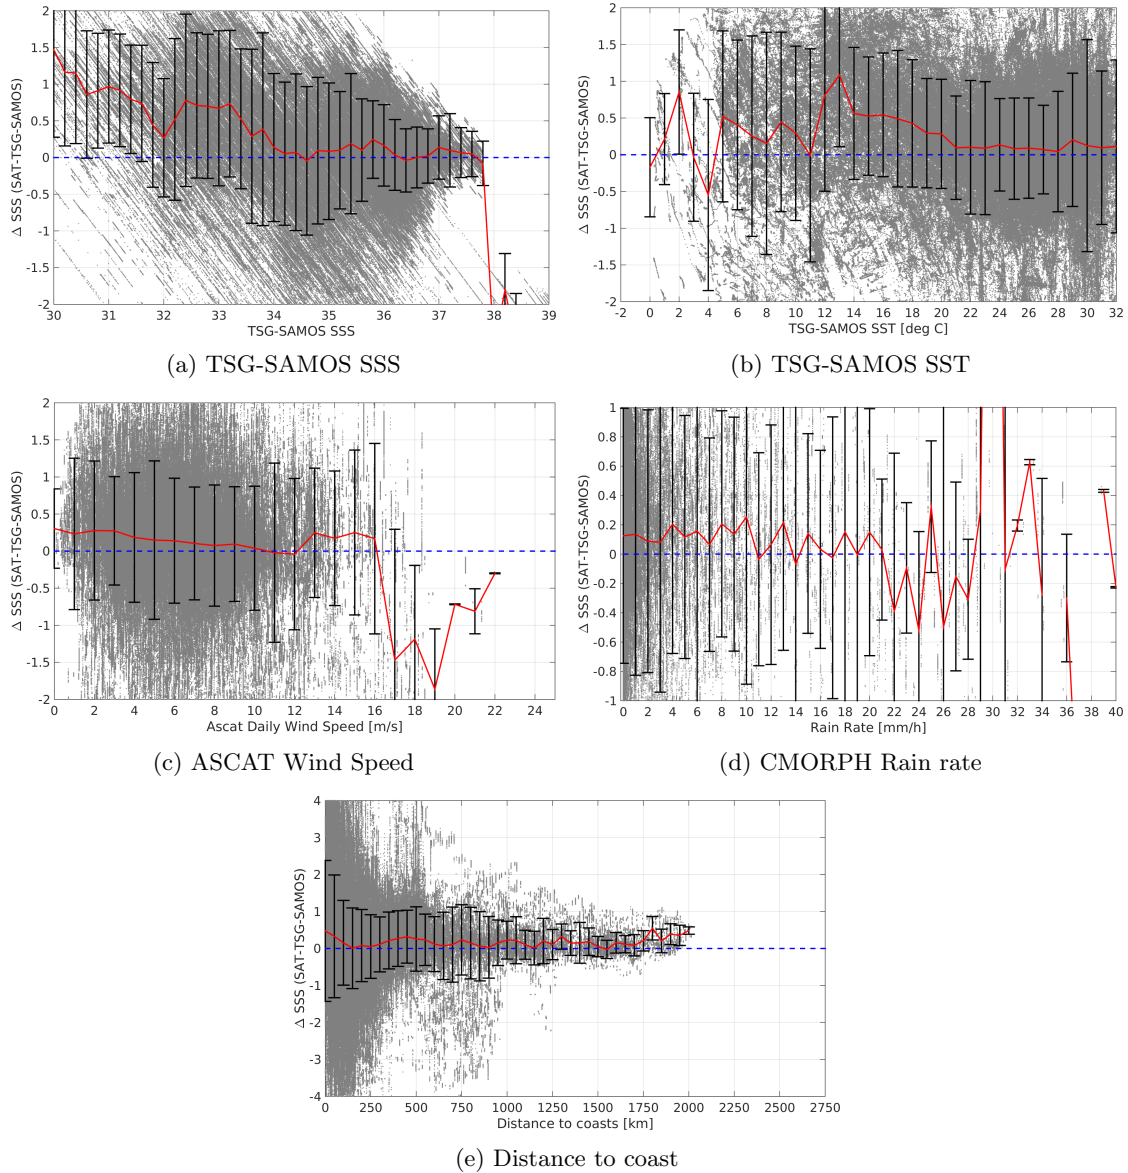 2
1.5
1
0.5
0
-0.5
-1
-1.5
-2
Δ SSS (SAT-TSG-SAMOS)
30 31 32 33 34 35 36 37 38 39
TSG-SAMOS SSS
(a) TSG-SAMOS SSS
2
1.5
1
0.5
0
-0.5
-1
-1.5
-2
Δ SSS (SAT-TSG-SAMOS)
-2 0 2 4 6 8 10 12 14 16 18 20 22 24 26 28 30 32
TSG-SAMOS SST [deg C]
(b) TSG-SAMOS SST
2
1.5
1
0.5
0
-0.5
-1
-1.5
-2
Δ SSS (SAT-TSG-SAMOS)
0 2 4 6 8 10 12 14 16 18 20 22 24
Ascat Daily Wind Speed [m/s]
(c) ASCAT Wind Speed
1
0.8
0.6
0.4
0.2
0
-0.2
-0.4
-0.6
-0.8
-1
Δ SSS (SAT-TSG-SAMOS)
0 2 4 6 8 10 12 14 16 18 20 22 24 26 28 30 32 34 36 38 40
Rain Rate [mm/h]
(d) CMORPH Rain rate
4
3
2
1
0
-1
-2
-3
-4
Δ SSS (SAT-TSG-SAMOS)
0 250 500 750 1000 1250 1500 1750 2000 2250 2500 2750
Distance to coasts [km]
(e) Distance to coast